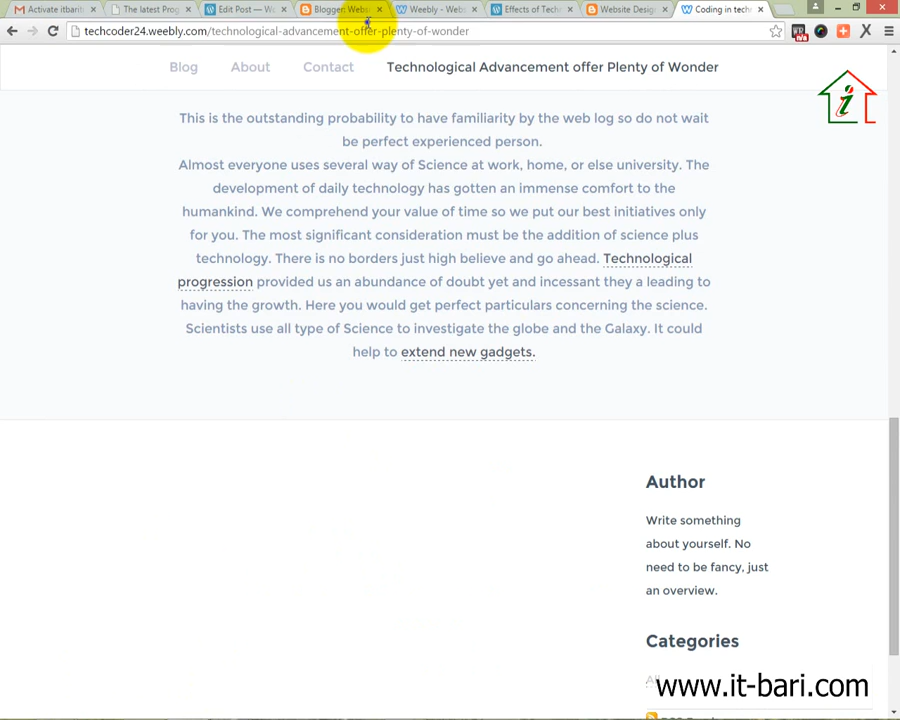 Activate itbarib
The latest Prog
Edit Post — W
Blogger: Webs
Weebly - Webs
Effects of Techn
Website Design
Coding in tech
techcoder24.weebly.com/technological-advancement-offer-plenty-of-wonder
Blog About Contact Technological Advancement offer Plenty of Wonder
This is the outstanding probability to have familiarity by the web log so do not wait
be perfect experienced person.
Almost everyone uses several way of Science at work, home, or else university. The
development of daily technology has gotten an immense comfort to the
humankind. We comprehend your value of time so we put our best initiatives only
for you. The most significant consideration must be the addition of science plus
technology. There is no borders just high believe and go ahead. Technological
progression provided us an abundance of doubt yet and incessant they a leading to
having the growth. Here you would get perfect particulars concerning the science.
Scientists use all type of Science to investigate the globe and the Galaxy. It could
help to extend new gadgets.
Author
Write something
about yourself. No
need to be fancy, just
an overview.
Categories
www.it-bari.com